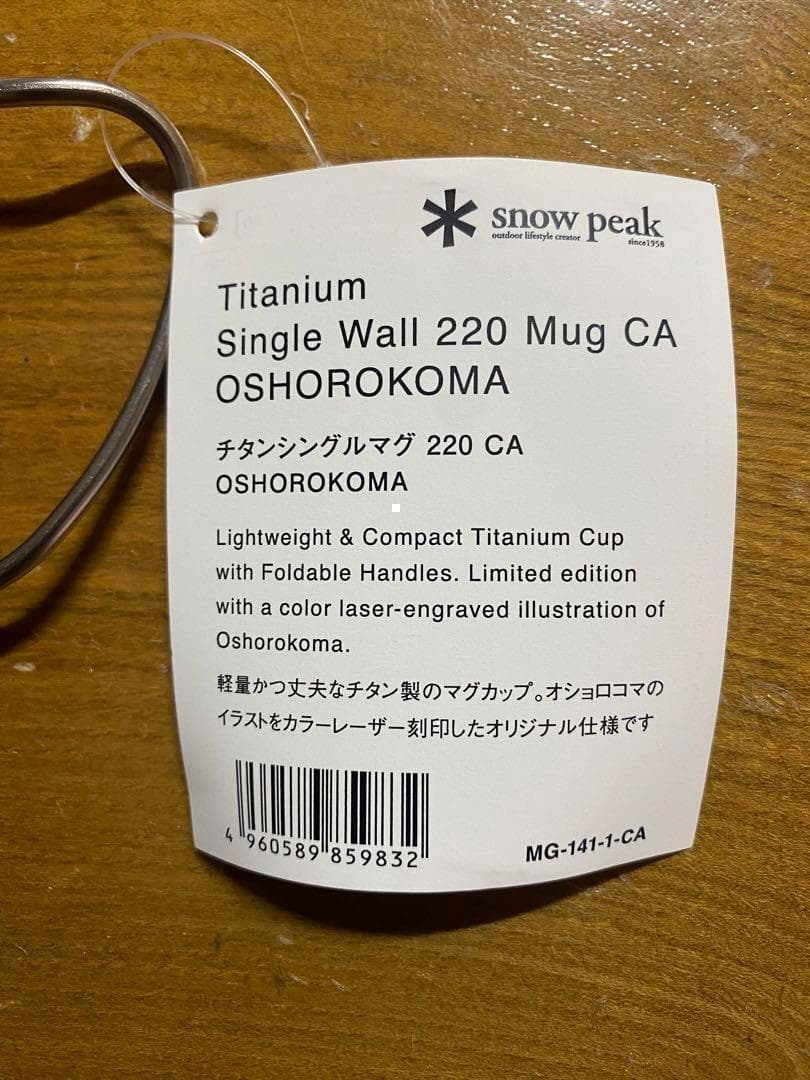 snow peak
outdoor lifestyle creator
since1958
Titanium
Single Wall 220 Mug CA
OSHOROKOMA
チタンシングルマグ 220 CA
OSHOROKOMA
Lightweight & Compact Titanium Cup
with Foldable Handles. Limited edition
with a color laser-engraved illustration of
Oshorokoma.
軽量かつ丈夫なチタン製のマグカップ。オショロコマの
イラストをカラーレーザー刻印したオリジナル仕様です
4 960589 859832
MG-141-1-CA